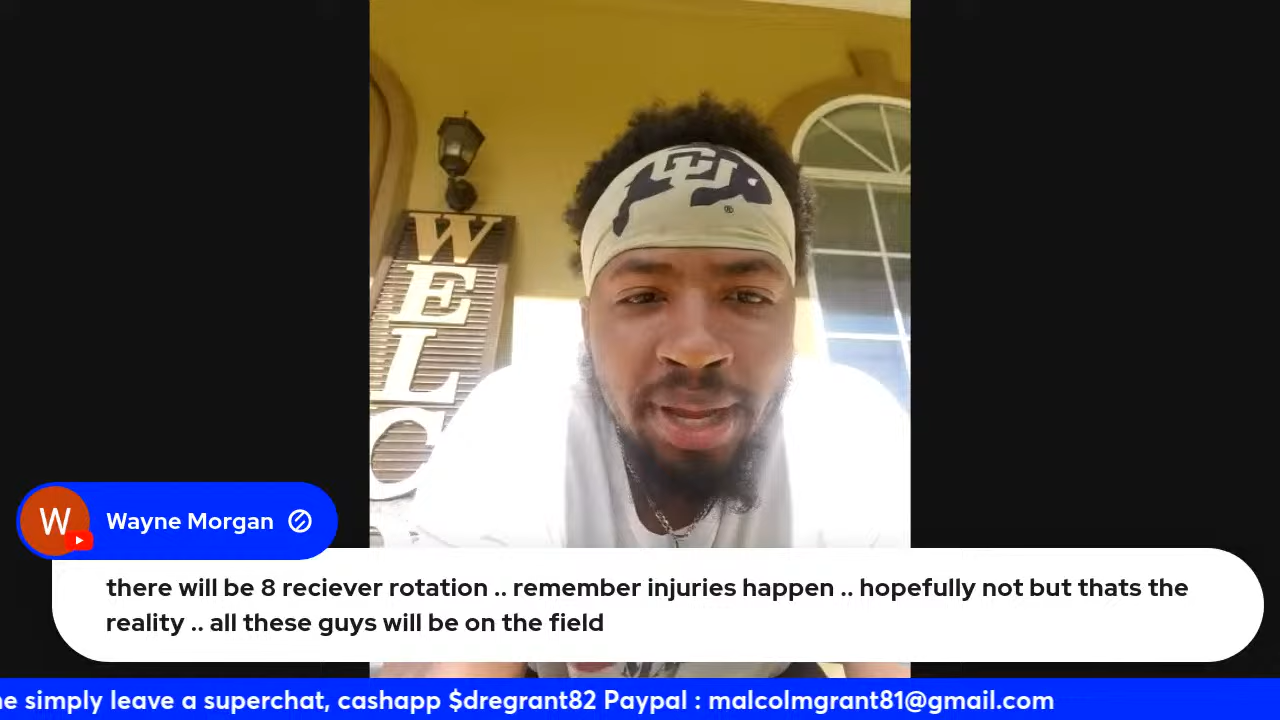 CU
®
W
E
L
C
W
Wayne Morgan
there will be 8 reciever rotation .. remember injuries happen .. hopefully not but thats the
reality .. all these guys will be on the field
e simply leave a superchat, cashapp $dregrant82 Paypal : malcolmgrant81@gmail.com